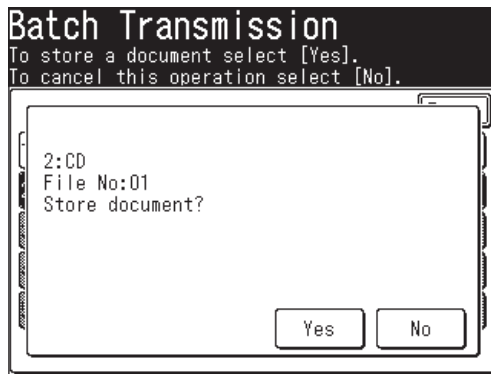 Batch Transmission
To store a document select [Yes].
To cancel this operation select [No].
2:CD
File No:01
Store document?
Yes No